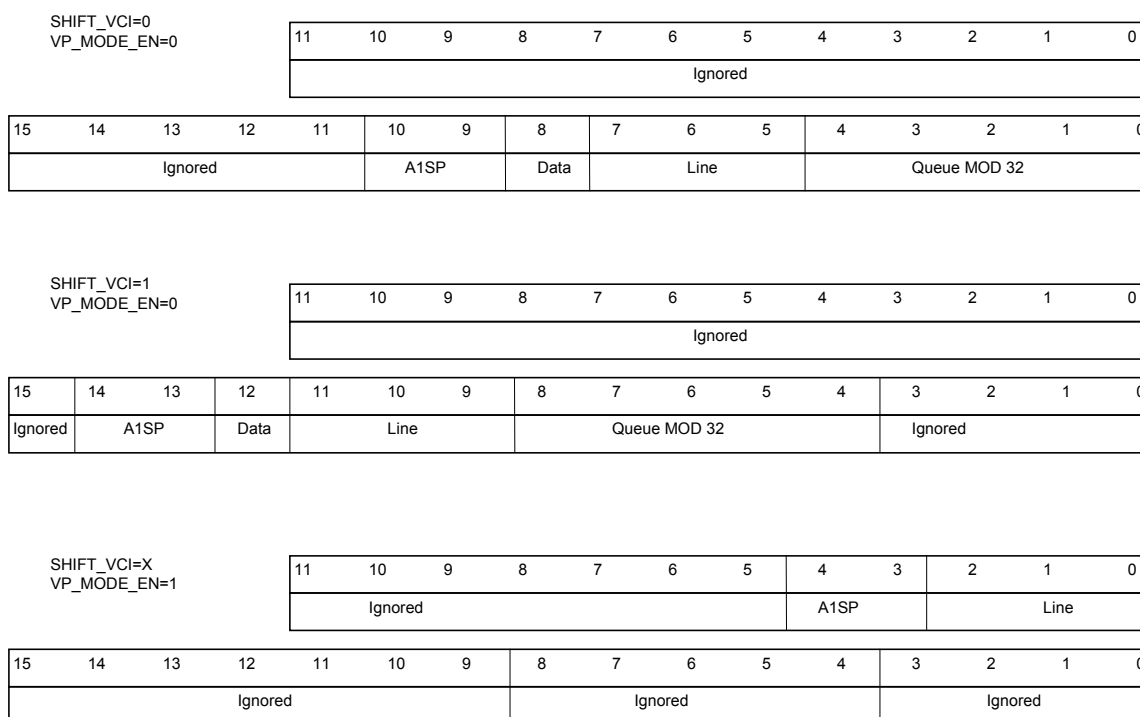 SHIFT_VCI=0
VP_MODE_EN=0
11 10 9 8 7 6 5 4 3 2 1 0
Ignored
15 14 13 12 11 10 9 8 7 6 5 4 3 2 1 0
Ignored A1SP Data Line Queue MOD 32
SHIFT_VCI=1
VP_MODE_EN=0
11 10 9 8 7 6 5 4 3 2 1 0
Ignored
15 14 13 12 11 10 9 8 7 6 5 4 3 2 1 0
Ignored A1SP Data Line Queue MOD 32 Ignored
SHIFT_VCI=X
VP_MODE_EN=1
11 10 9 8 7 6 5 4 3 2 1 0
Ignored A1SP Line
15 14 13 12 11 10 9 8 7 6 5 4 3 2 1 0
Ignored Ignored Ignored